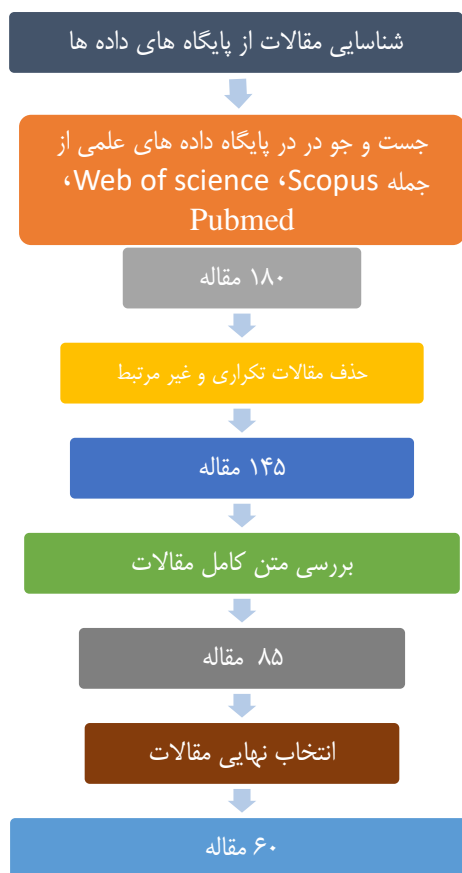 شناسایی مقالات از پایگاه های داده ها
جست و جو در در پایگاه داده های علمی از
جمله Web of science ،Scopus،
Pubmed
۱۸۰ مقاله
حذف مقالات تکراری و غیر مرتبط
۱۴۵ مقاله
بررسی متن کامل مقالات
۸۵ مقاله
انتخاب نهایی مقالات
۶۰ مقاله